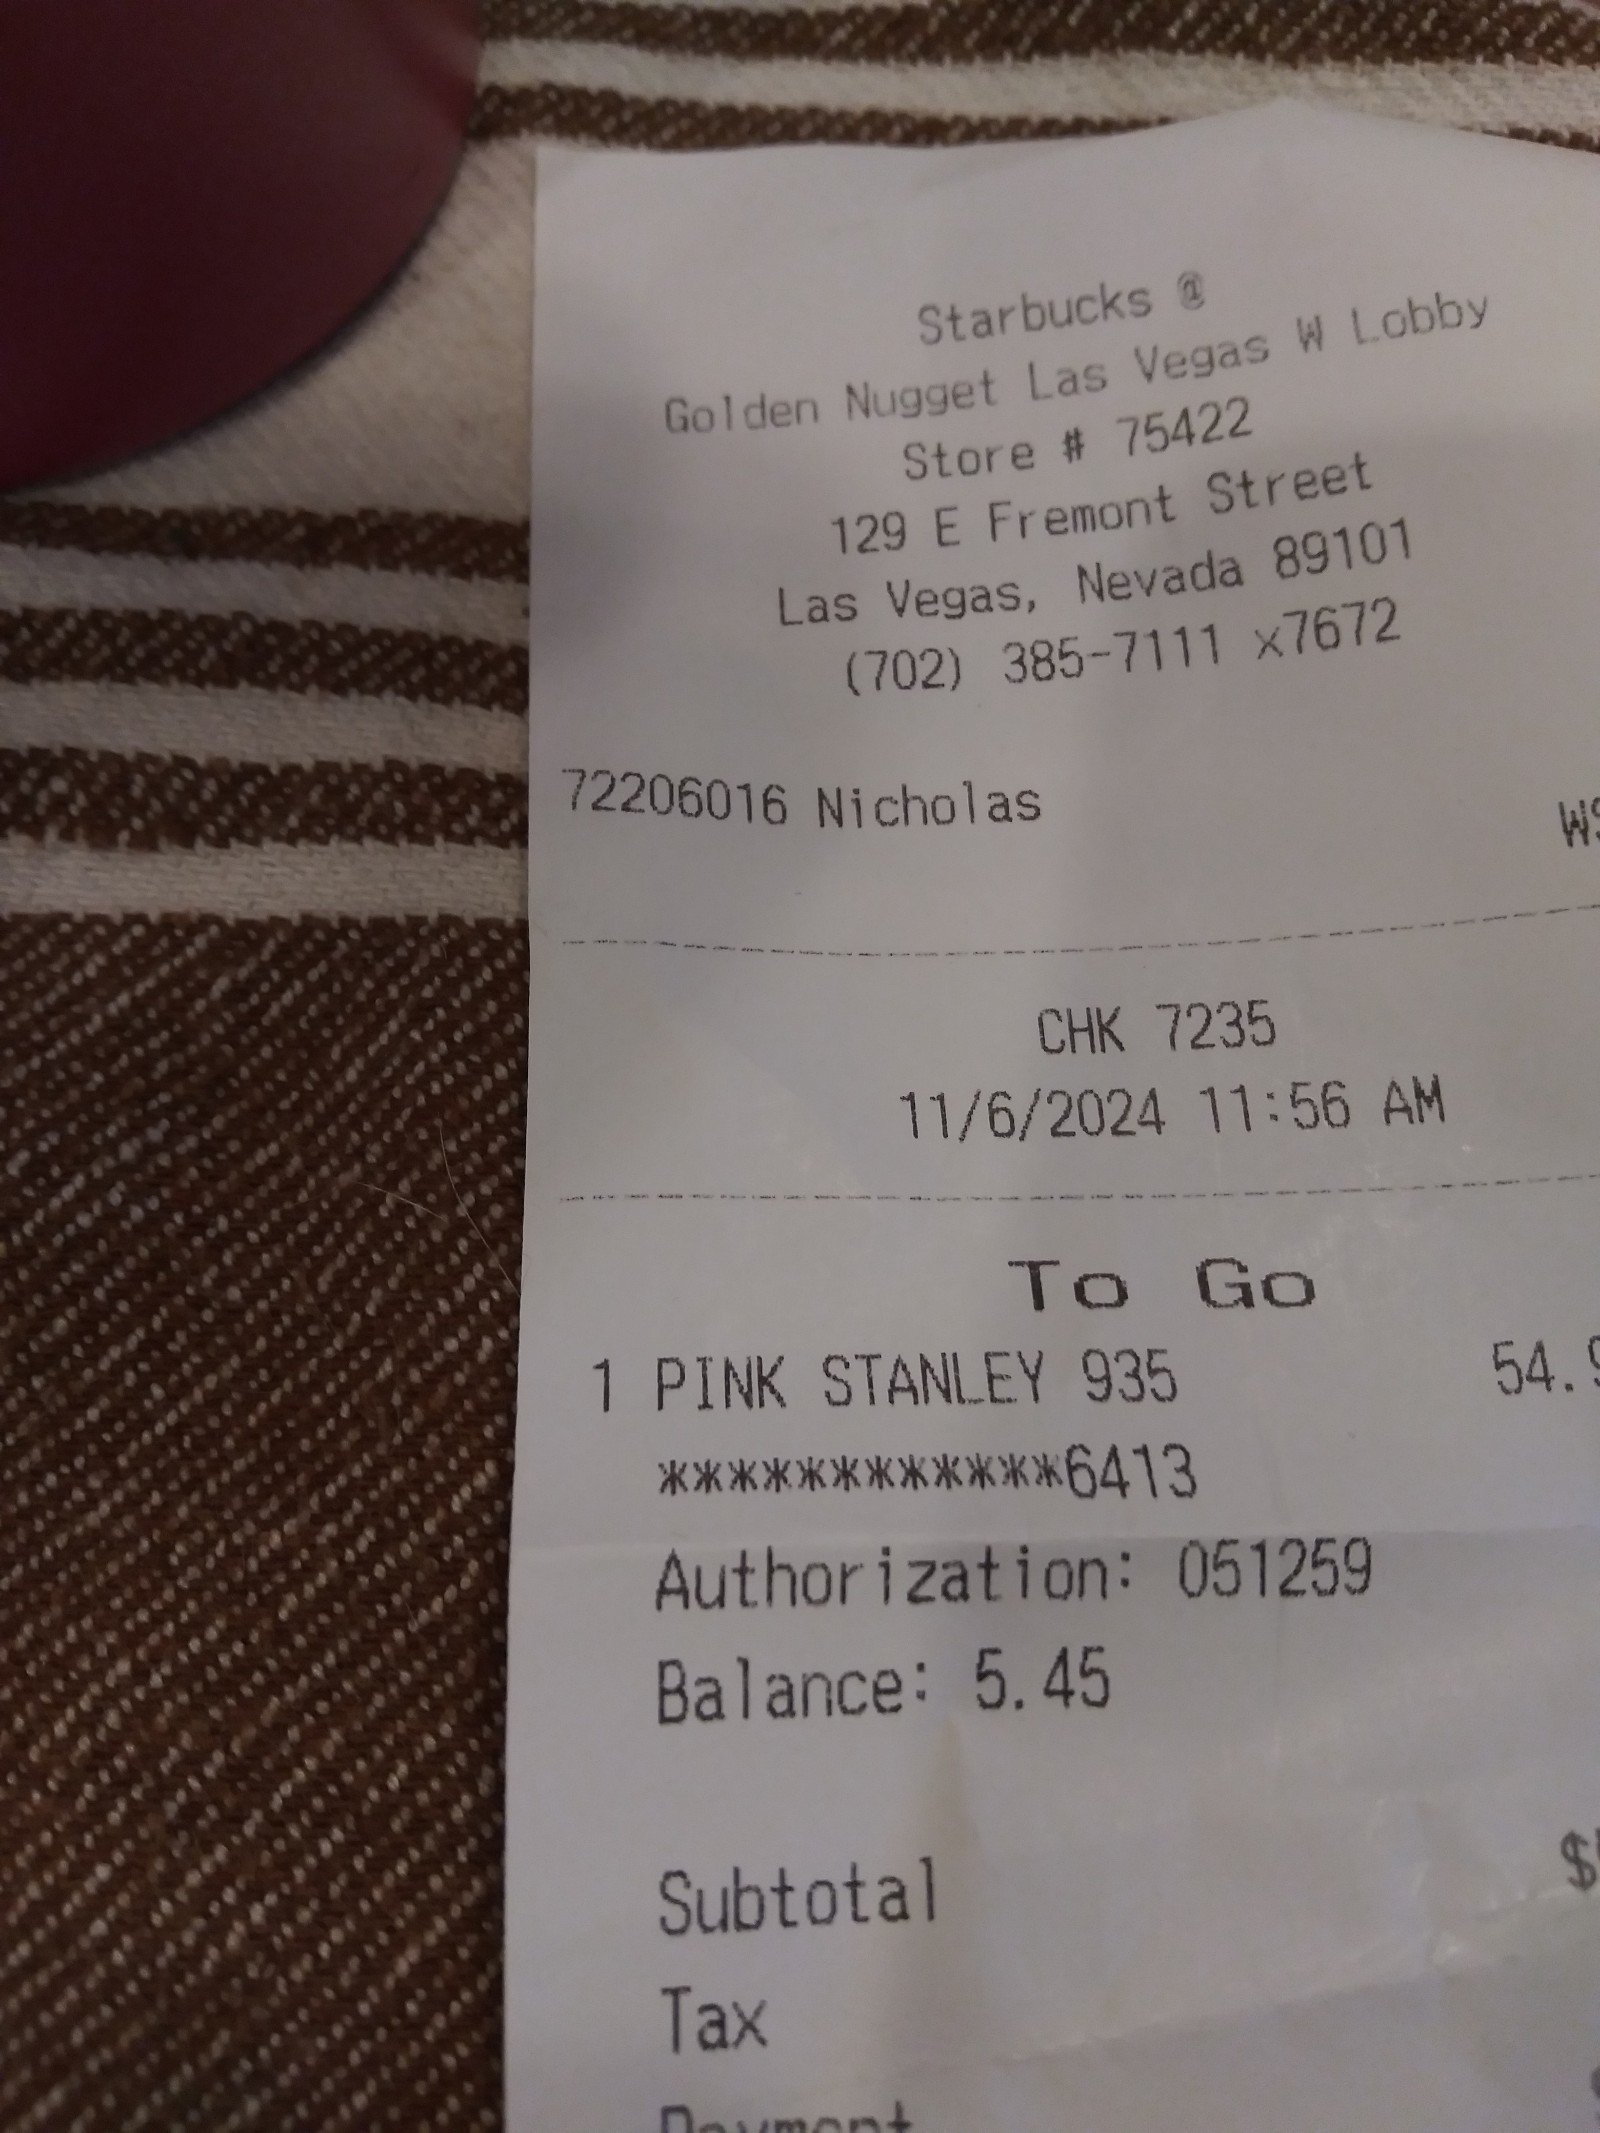 Starbucks @
Golden Nugget Las Vegas W Lobby
Store # 75422
129 E Fremont Street
Las Vegas, Nevada 89101
(702) 385-7111 x7672
72206016 Nicholas
CHK 7235
11/6/2024 11:56 AM
To Go
1 PINK STANLEY 935
************6413
Authorization: 051259
Balance: 5.45
Subtotal
Tax
Payment